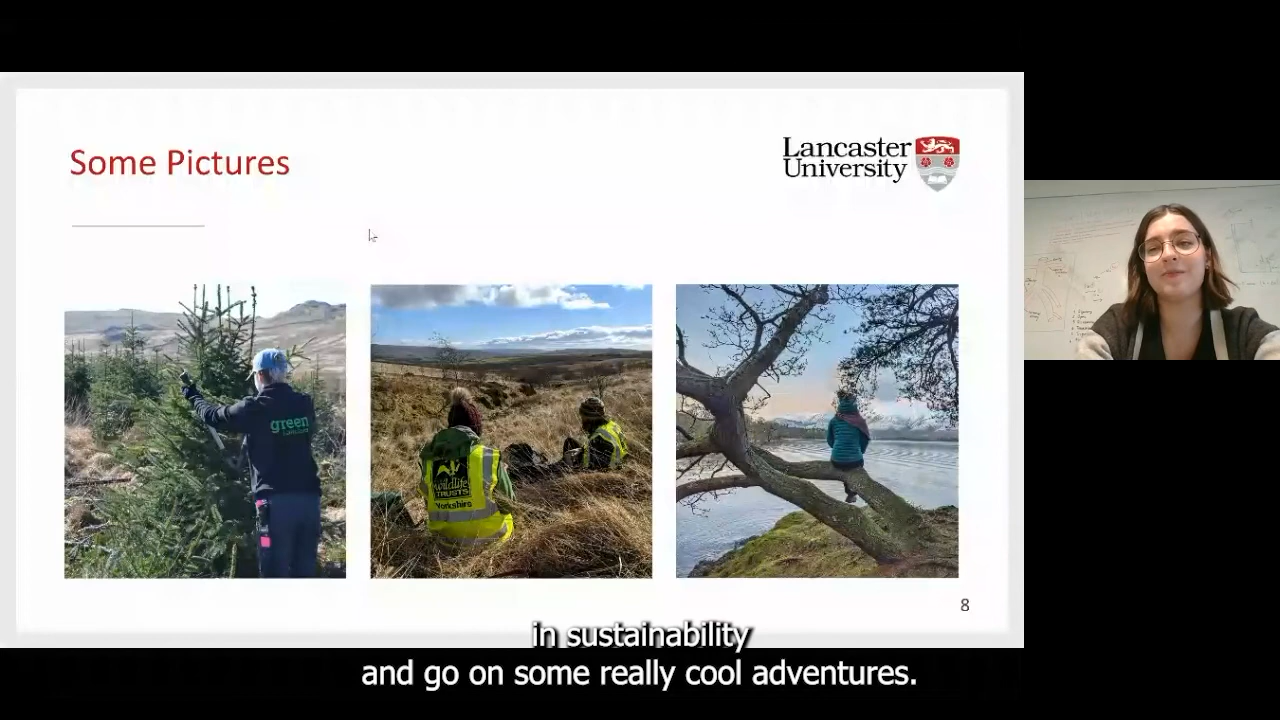 Some Pictures
Lancaster
University
green
wildlife
TRUSTS
Yorkshire
8
in sustainability
and go on some really cool adventures.